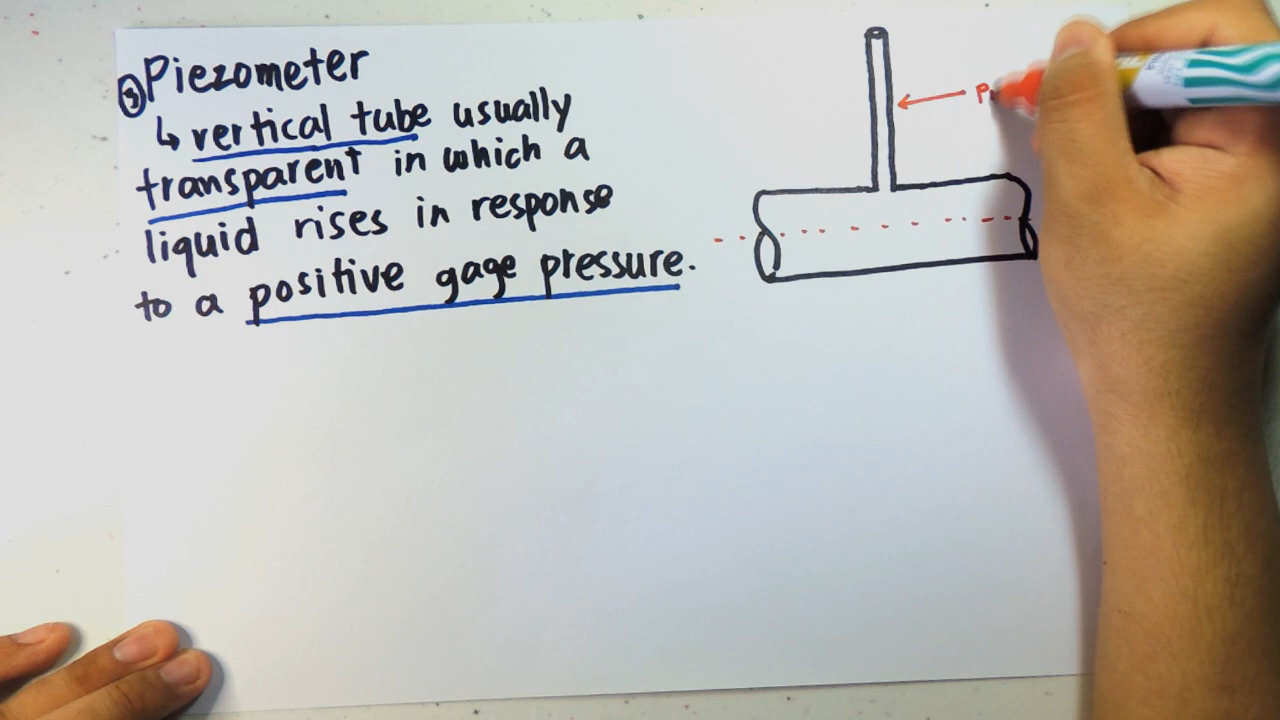 ③ Piezometer
↳ vertical tube usually
transparent in which a
liquid rises in response
to a positive gage pressure.
P